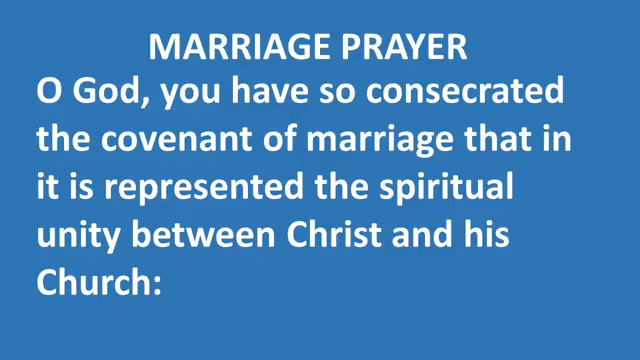 MARRIAGE PRAYER
O God, you have so consecrated
the covenant of marriage that in
it is represented the spiritual
unity between Christ and his
Church: